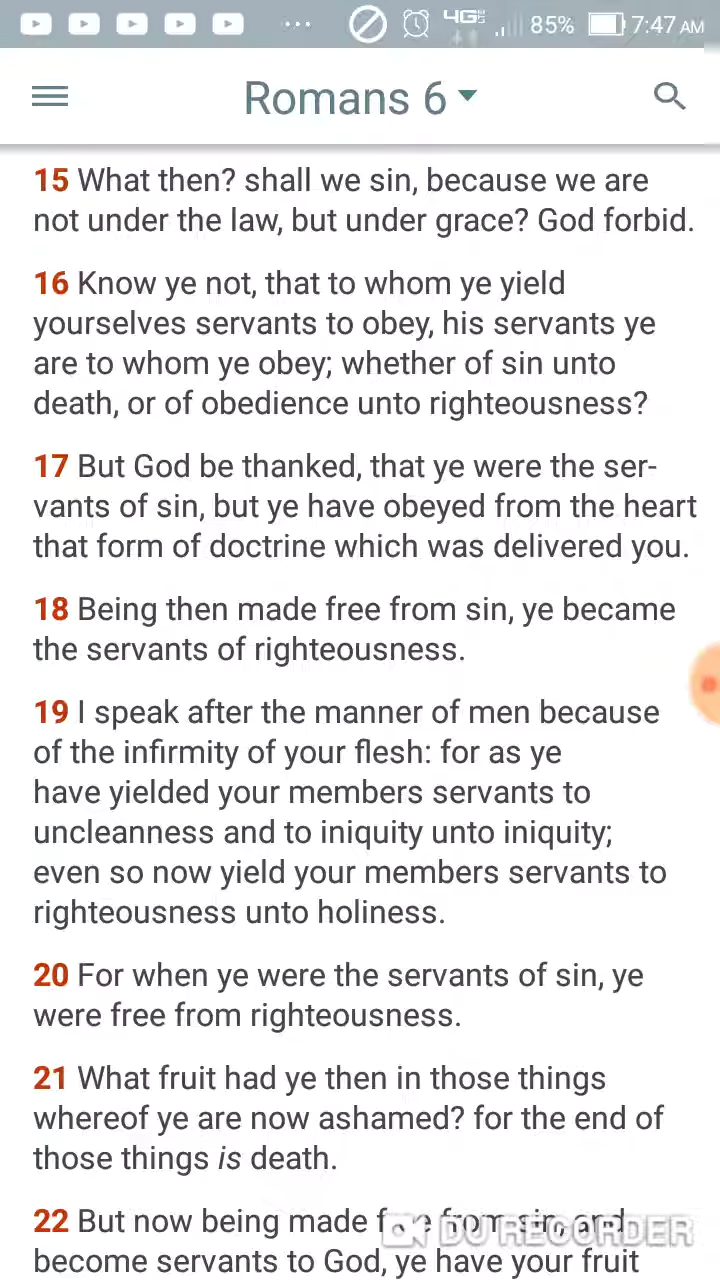 4G 85% 7:47 AM
Romans 6
15 What then? shall we sin, because we are
not under the law, but under grace? God forbid.
16 Know ye not, that to whom ye yield
yourselves servants to obey, his servants ye
are to whom ye obey; whether of sin unto
death, or of obedience unto righteousness?
17 But God be thanked, that ye were the ser-
vants of sin, but ye have obeyed from the heart
that form of doctrine which was delivered you.
18 Being then made free from sin, ye became
the servants of righteousness.
19 I speak after the manner of men because
of the infirmity of your flesh: for as ye
have yielded your members servants to
uncleanness and to iniquity unto iniquity;
even so now yield your members servants to
righteousness unto holiness.
20 For when ye were the servants of sin, ye
were free from righteousness.
21 What fruit had ye then in those things
whereof ye are now ashamed? for the end of
those things is death.
22 But now being made free from sin, and
DU RECORDER
become servants to God, ye have your fruit